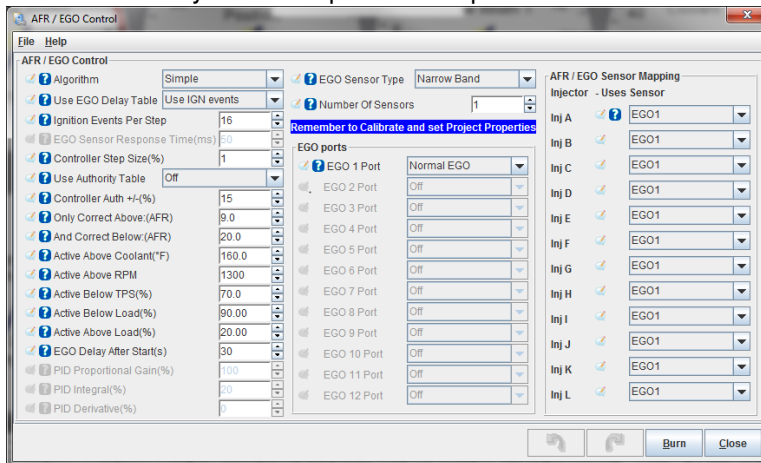 AFR / EGO Control
File Help
AFR / EGO Control
Algorithm Simple
Use EGO Delay Table Use IGN events
Ignition Events Per Step 16
EGO Sensor Response Time(ms) 50
Controller Step Size(%) 1
Use Authority Table Off
Controller Auth +/-(%) 15
Only Correct Above:(AFR) 9.0
And Correct Below:(AFR) 20.0
Active Above Coolant(°F) 160.0
Active Above RPM 1300
Active Below TPS(%) 70.0
Active Below Load(%) 90.00
Active Above Load(%) 20.00
EGO Delay After Start(s) 30
PID Proportional Gain(%) 100
PID Integral(%) 20
PID Derivative(%) 0
EGO Sensor Type Narrow Band
Number Of Sensors 1
Remember to Calibrate and set Project Properties
EGO ports
EGO 1 Port Normal EGO
EGO 2 Port Off
EGO 3 Port Off
EGO 4 Port Off
EGO 5 Port Off
EGO 6 Port Off
EGO 7 Port Off
EGO 8 Port Off
EGO 9 Port Off
EGO 10 Port Off
EGO 11 Port Off
EGO 12 Port Off
AFR / EGO Sensor Mapping
Injector - Uses Sensor
Inj A EGO1
Inj B EGO1
Inj C EGO1
Inj D EGO1
Inj E EGO1
Inj F EGO1
Inj G EGO1
Inj H EGO1
Inj I EGO1
Inj J EGO1
Inj K EGO1
Inj L EGO1
Burn Close